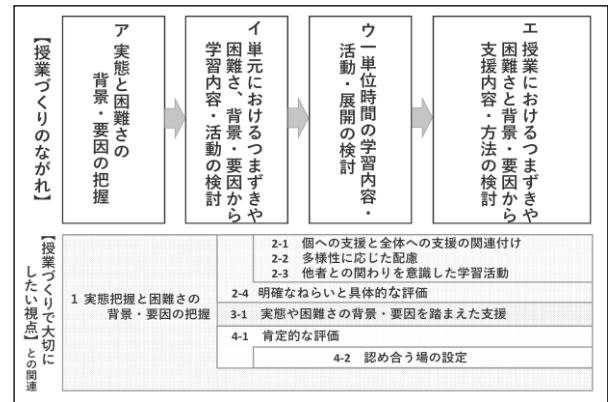 【授業づくりのながれ】
ア 実態と困難さの
背景・要因の把握
イ 単元におけるつまずきや
困難さ、背景・要因から
学習内容・活動の検討
ウ 一単位時間の学習内容・
活動・展開の検討
エ 授業におけるつまずきや
困難さと背景・要因から
支援内容・方法の検討
【授業づくりで大切に
したい視点】との関連
1 実態把握と困難さの
背景・要因の把握
2-1 個への支援と全体への支援の関連付け
2-2 多様性に応じた配慮
2-3 他者との関わりを意識した学習活動
2-4 明確なねらいと具体的な評価
3-1 実態や困難さの背景・要因を踏まえた支援
4-1 肯定的な評価
4-2 認め合う場の設定